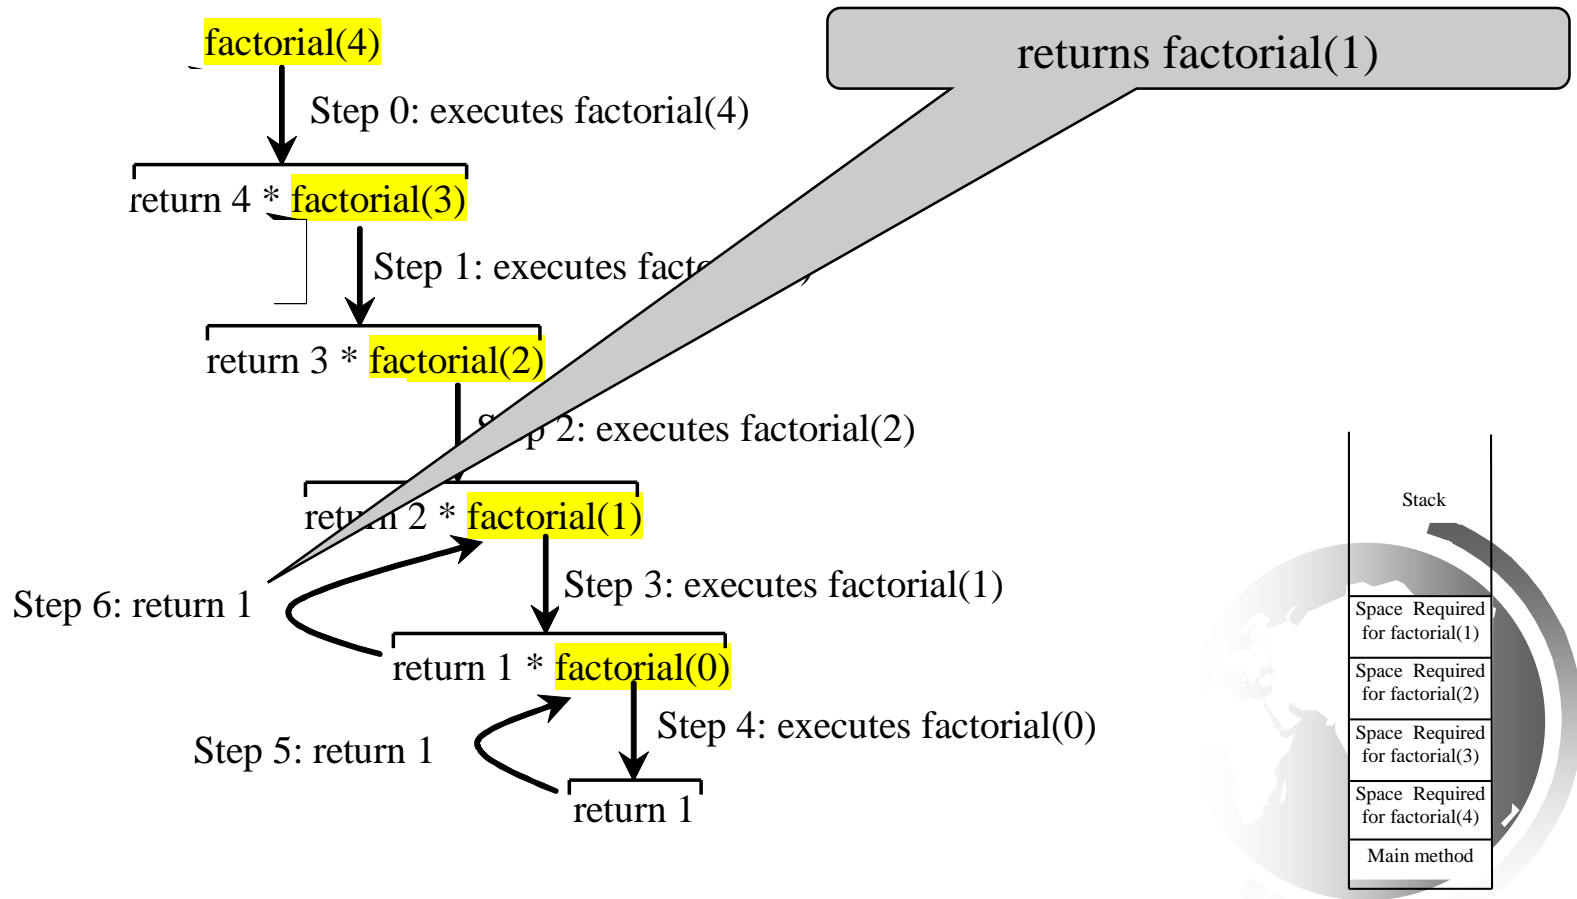 factorial(4)
returns factorial(1)
Step 0: executes factorial(4)
return 4 * factorial(3)
Step 1: executes
return 3 * factorial(2)
2: executes factorial(2)
return 2 * factorial(1)
Step 3: executes factorial(1)
Step 6: return 1
return 1 * factorial(0)
Step 4: executes factorial(0)
Step 5: return 1
return 1
Stack
Space Required
for factorial(1)
Space Required
for factorial(2)
Space Required
for factorial(3)
Space Required
for factorial(4)
Main method